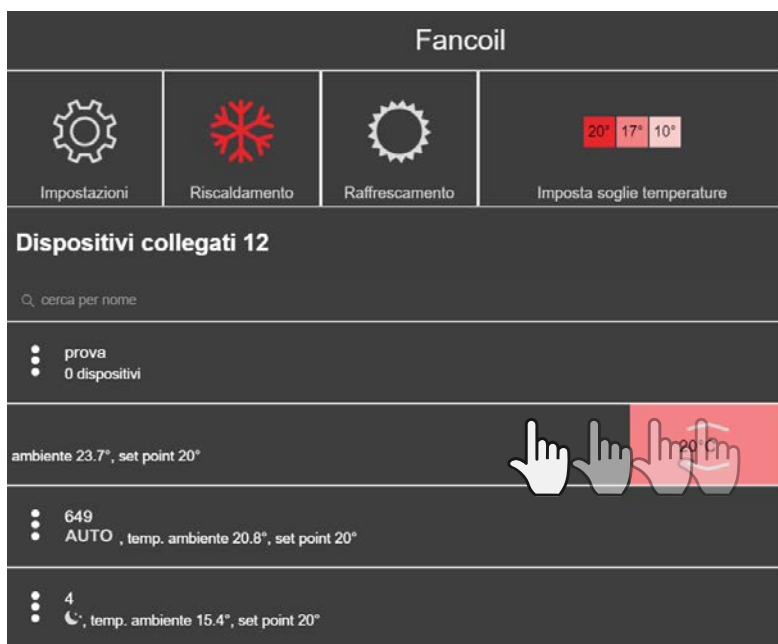 Fancoil
20° 17° 10°
Impostazioni
Riscaldamento
Raffrescamento
Imposta soglie temperature
Dispositivi collegati 12
cerca per nome
prova
0 dispositivi
20°C
ambiente 23.7°, set point 20°
649
AUTO , temp. ambiente 20.8°, set point 20°
4
, temp. ambiente 15.4°, set point 20°